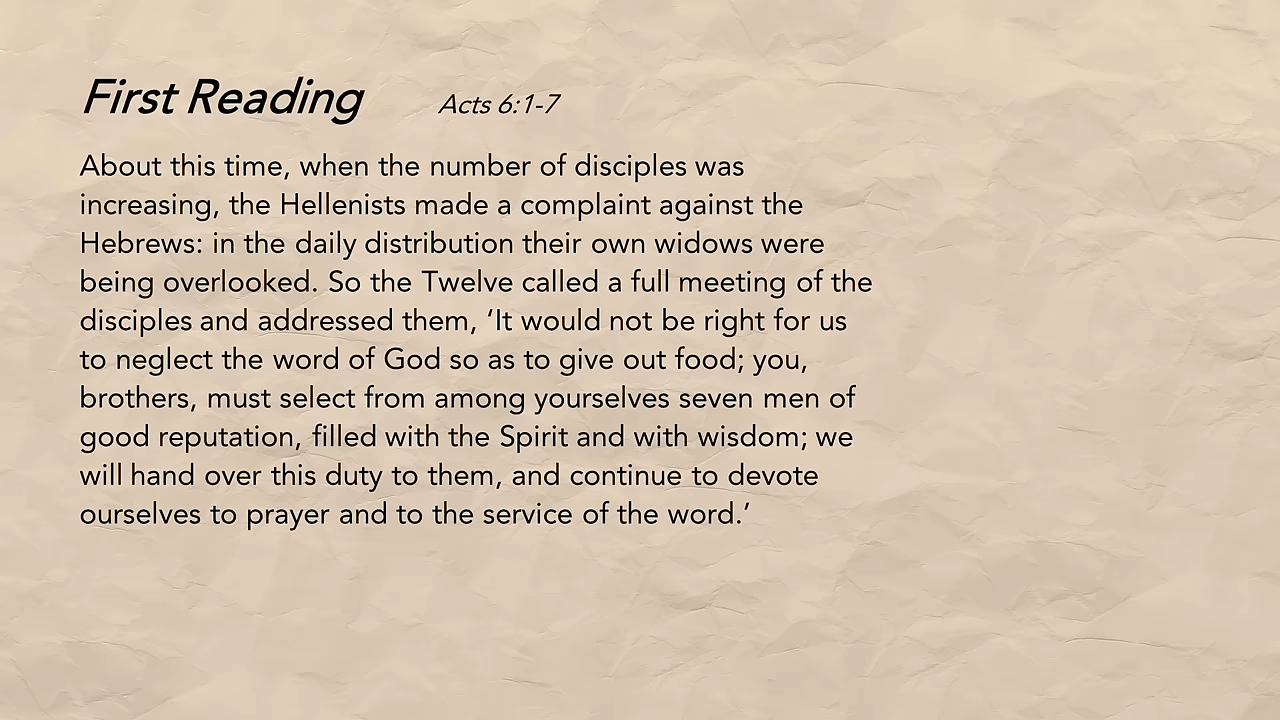 First Reading Acts 6:1-7
About this time, when the number of disciples was
increasing, the Hellenists made a complaint against the
Hebrews: in the daily distribution their own widows were
being overlooked. So the Twelve called a full meeting of the
disciples and addressed them, ‘It would not be right for us
to neglect the word of God so as to give out food; you,
brothers, must select from among yourselves seven men of
good reputation, filled with the Spirit and with wisdom; we
will hand over this duty to them, and continue to devote
ourselves to prayer and to the service of the word.’